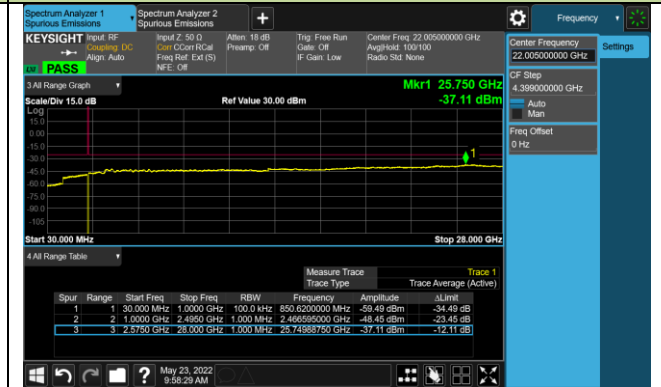 Spectrum Analyzer 1
Spurious Emissions
Spectrum Analyzer 2
Spurious Emissions
Frequency
KEYSIGHT Input: RF Input Z: 50 Ω Atten: 18 dB Trig: Free Run Center Freq: 22.005000000 GHz
Coupling: DC Corr CCorr RCal Preamp: Off Gate: Off Avg|Hold: 100/100
Align: Auto Freq Ref: Ext (S) IF Gain: Low Radio Std: None
NFE: Off
PASS
Center Frequency
22.005000000 GHz
Settings
CF Step
4.399000000 GHz
Auto
Man
Freq Offset
0 Hz
3 All Range Graph
Mkr1 25.750 GHz
Scale/Div 15.0 dB Ref Value 30.00 dBm -37.11 dBm
Log
15.0
0.00
-15.0
-30.0
-45.0
-60.0
-75.0
-90.0
-105
1
Start 30.000 MHz Stop 28.000 GHz
4 All Range Table
Measure Trace Trace 1
Trace Type Trace Average (Active)
Spur Range Start Freq Stop Freq RBW Frequency Amplitude ΔLimit
1 1 30.000 MHz 1.0000 GHz 100.0 kHz 850.6200000 MHz -59.49 dBm -34.49 dB
2 2 1.0000 GHz 2.4950 GHz 1.000 MHz 2.466595000 GHz -48.45 dBm -23.45 dB
3 3 2.5750 GHz 28.000 GHz 1.000 MHz 25.74988750 GHz -37.11 dBm -12.11 dB
May 23, 2022
9:58:29 AM